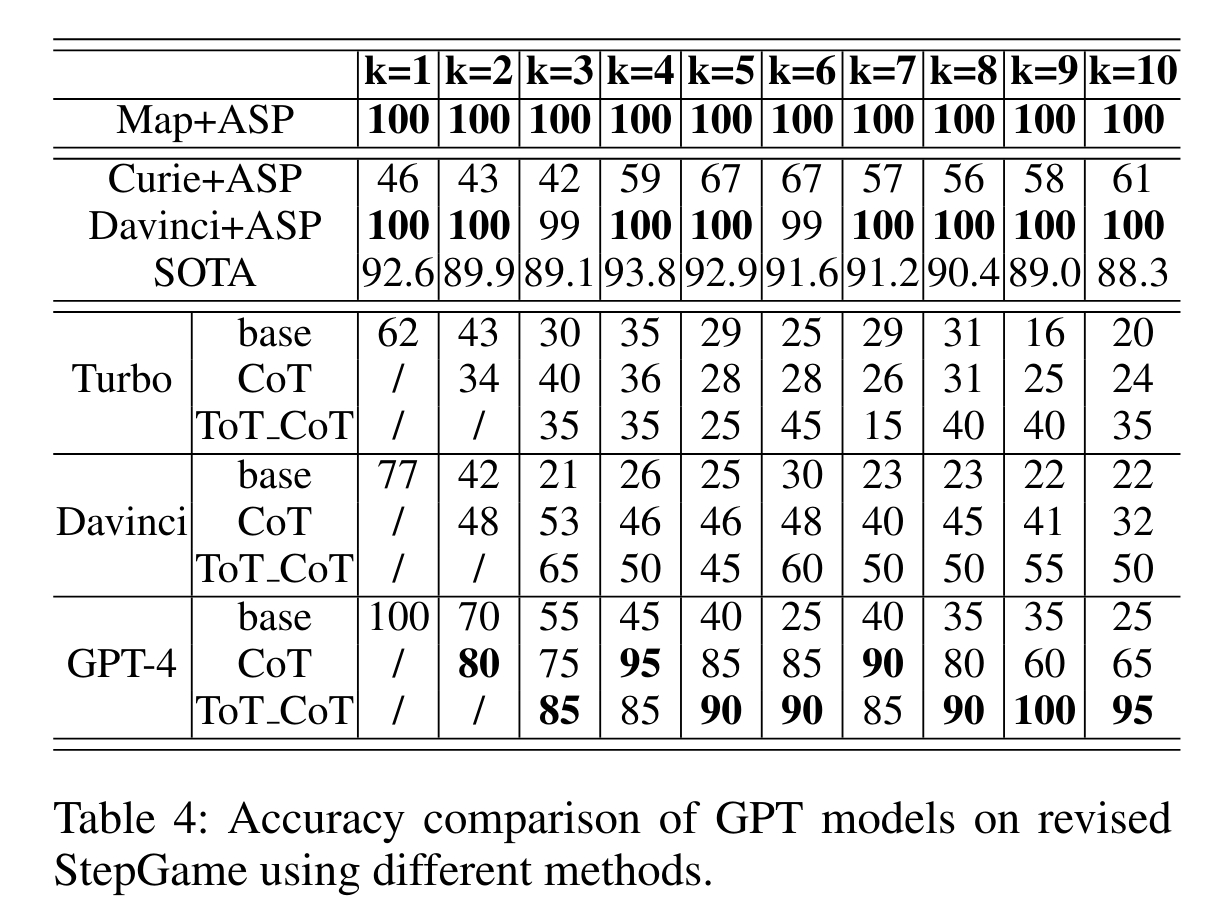 k=1 k=2 k=3 k=4 k=5 k=6 k=7 k=8 k=9 k=10
Map+ASP 100 100 100 100 100 100 100 100 100 100
Curie+ASP 46 43 42 59 67 67 57 56 58 61
Davinci+ASP 100 100 99 100 100 99 100 100 100 100
SOTA 92.6 89.9 89.1 93.8 92.9 91.6 91.2 90.4 89.0 88.3
base 62 43 30 35 29 25 29 31 16 20
Turbo CoT / 34 40 36 28 28 26 31 25 24
ToT_CoT / / 35 35 25 45 15 40 40 35
base 77 42 21 26 25 30 23 23 22 22
Davinci CoT / 48 53 46 46 48 40 45 41 32
ToT_CoT / / 65 50 45 60 50 50 55 50
base 100 70 55 45 40 25 40 35 35 25
GPT-4 CoT / 80 75 95 85 85 90 80 60 65
ToT_CoT / / 85 85 90 90 85 90 100 95
Table 4: Accuracy comparison of GPT models on revised
StepGame using different methods.